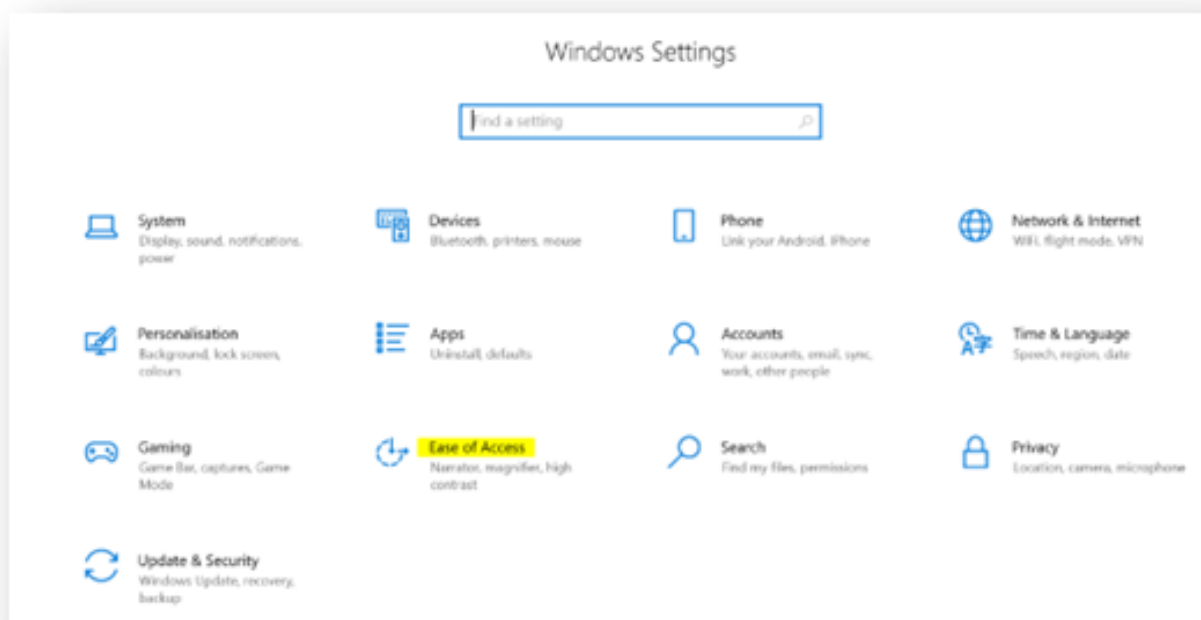 Windows Settings
Find a setting
System
Display, sound, notifications,
power
Devices
Bluetooth, printers, mouse
Phone
Link your Android, iPhone
Network & Internet
WiFi, flight mode, VPN
Personalisation
Background, lock screen,
colours
Apps
Uninstall, defaults
Accounts
Your accounts, email, sync,
work, other people
Time & Language
Speech, region, date
Gaming
Game Bar, captures, Game
Mode
Ease of Access
Narrator, magnifier, high
contrast
Search
Find my files, permissions
Privacy
Location, camera, microphone
Update & Security
Windows Update, recovery,
backup